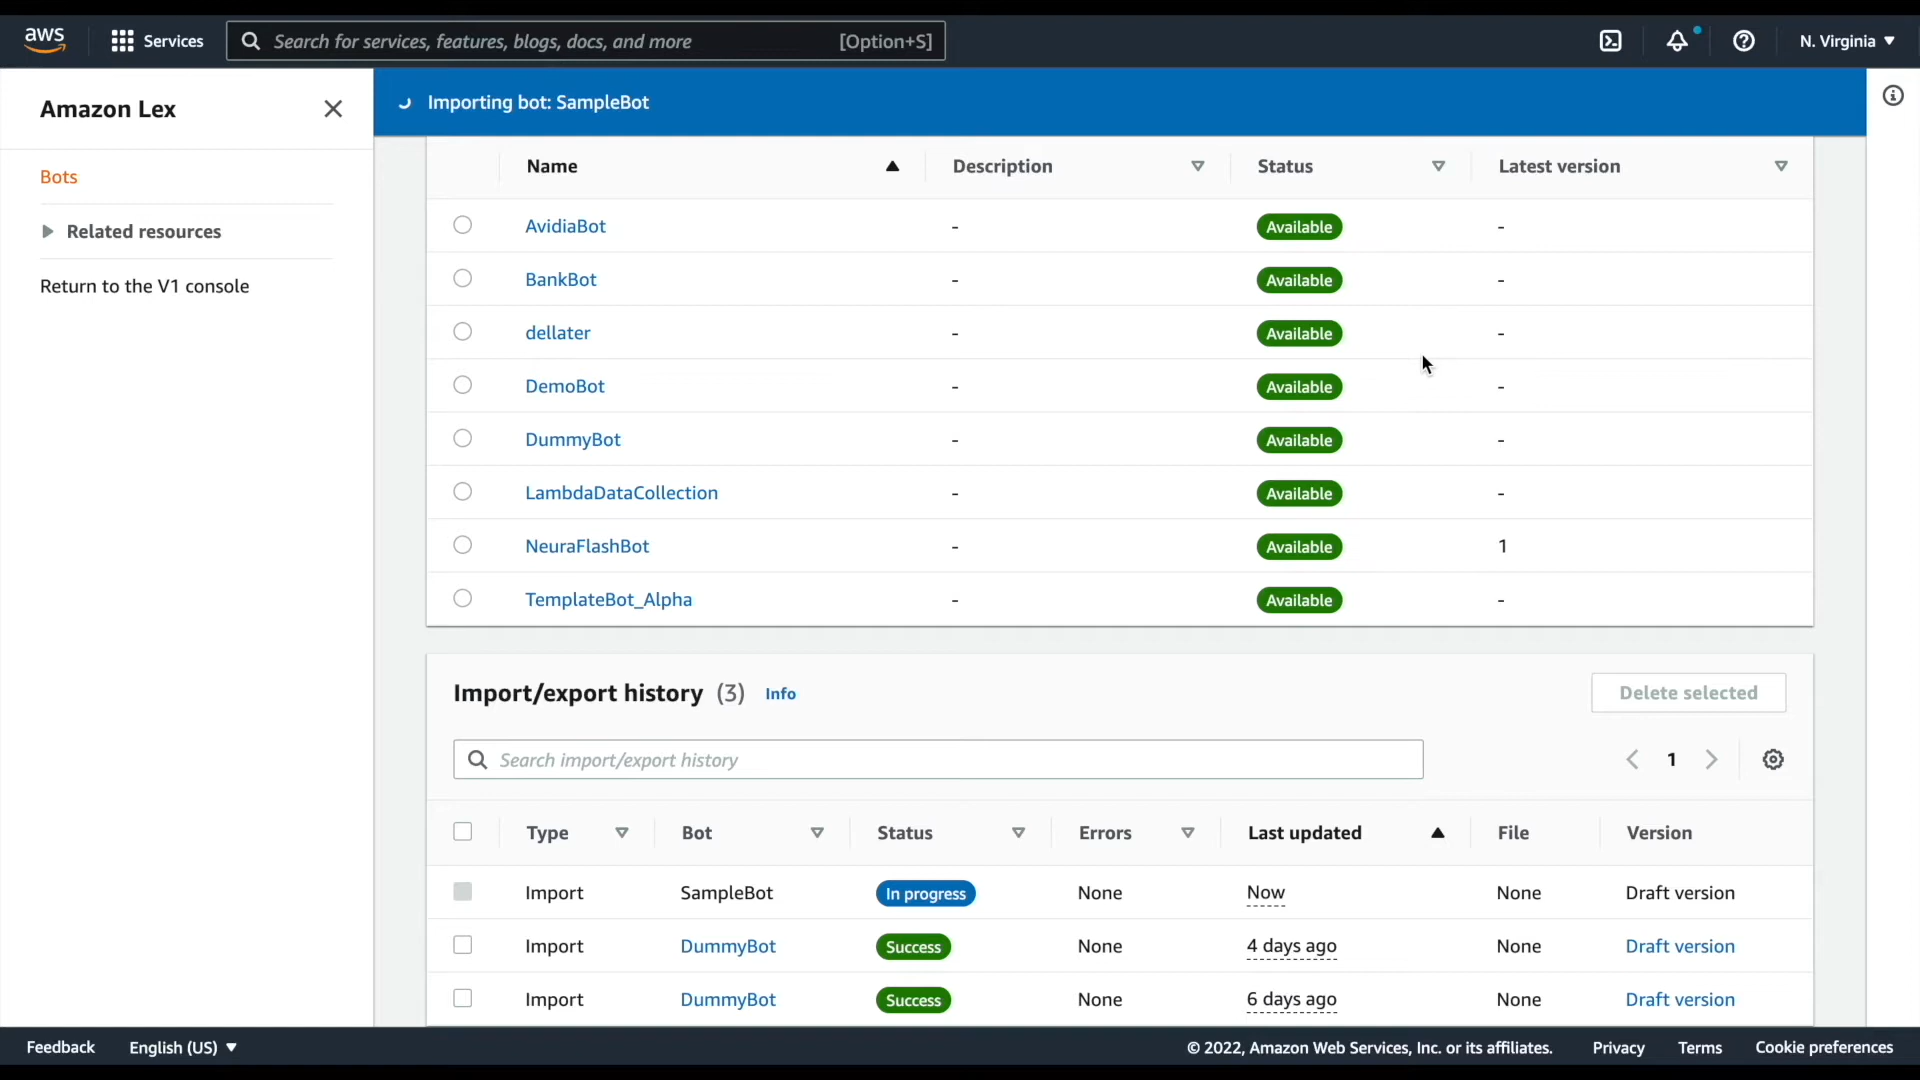 aws Services Search for services, features, blogs, docs, and more [Option+S] N. Virginia
Amazon Lex
Bots
Related resources
Return to the V1 console
Importing bot: SampleBot
Name Description Status Latest version
AvidiaBot - Available -
BankBot - Available -
dellater - Available -
DemoBot - Available -
DummyBot - Available -
LambdaDataCollection - Available -
NeuraFlashBot - Available 1
TemplateBot_Alpha - Available -
Import/export history (3) Info Delete selected
Search import/export history 1
Type Bot Status Errors Last updated File Version
Import SampleBot In progress None Now None Draft version
Import DummyBot Success None 4 days ago None Draft version
Import DummyBot Success None 6 days ago None Draft version
Feedback English (US) © 2022, Amazon Web Services, Inc. or its affiliates. Privacy Terms Cookie preferences